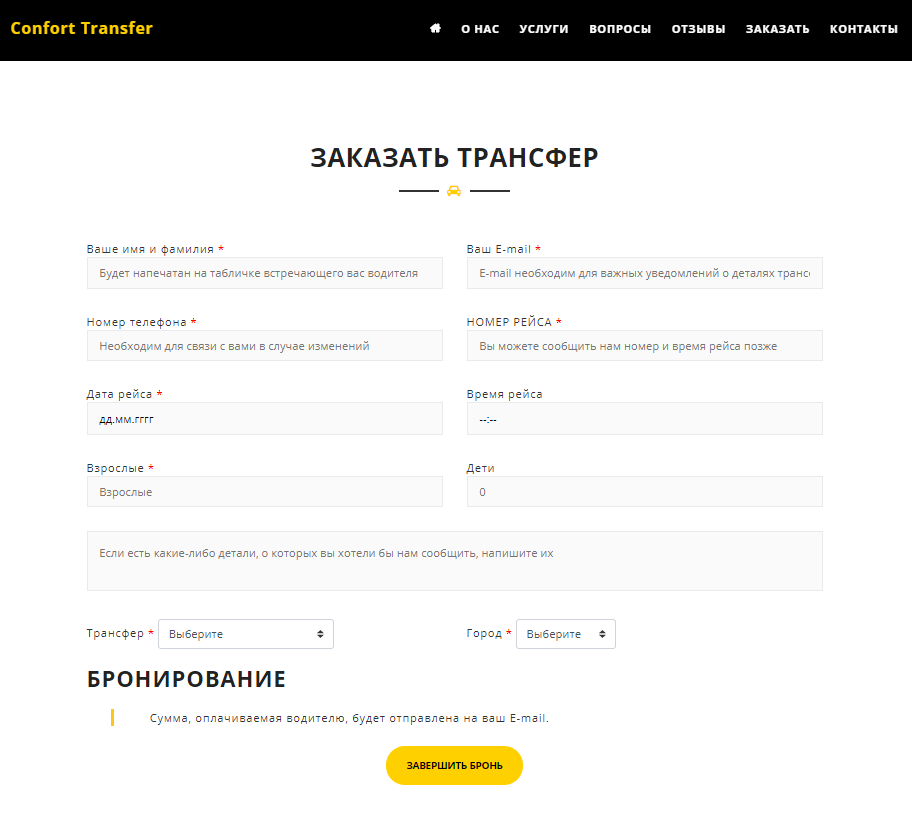 Confort Transfer
О НАС УСЛУГИ ВОПРОСЫ ОТЗЫВЫ ЗАКАЗАТЬ КОНТАКТЫ
ЗАКАЗАТЬ ТРАНСФЕР
Ваше имя и фамилия * Ваш E-mail *
Будет напечатан на табличке встречающего вас водителя E-mail необходим для важных уведомлений о деталях
Номер телефона * НОМЕР РЕЙСА *
Необходим для связи с вами в случае изменений Вы можете сообщить нам номер и время рейса позже
Дата рейса * Время рейса
дд.мм.гггг --:--
Взрослые * Дети
Взрослые 0
Если есть какие-либо детали, о которых вы хотели бы нам сообщить, напишите их
Трансфер * Выберите Город * Выберите
БРОНИРОВАНИЕ
Сумма, оплачиваемая водителю, будет отправлена на ваш E-mail.
ЗАВЕРШИТЬ БРОНЬ